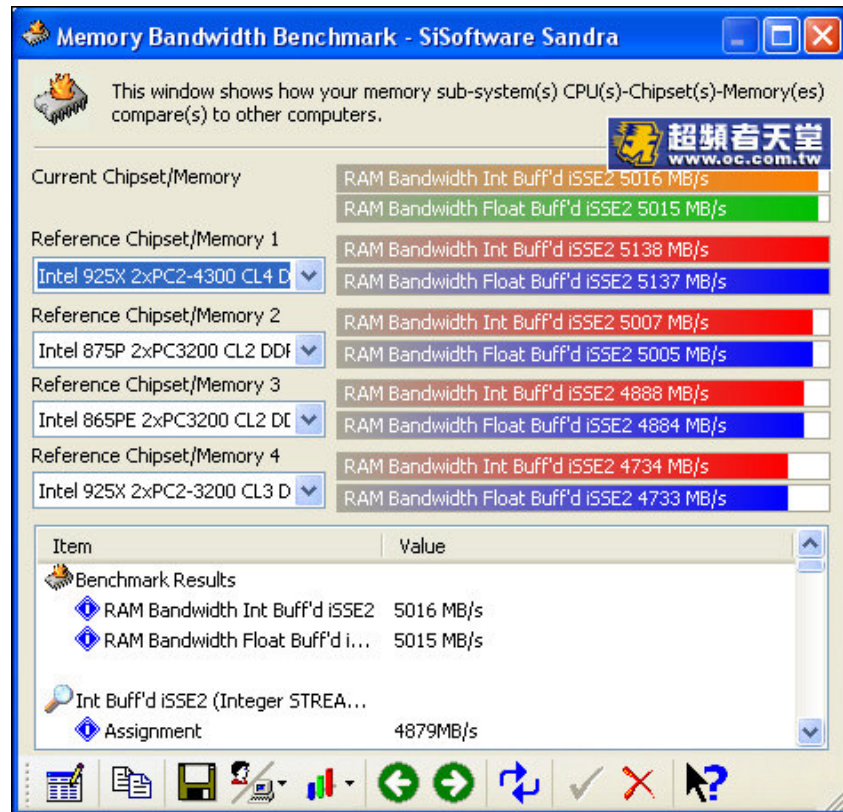 Memory Bandwidth Benchmark - SiSoftware Sandra
This window shows how your memory sub-system(s) CPU(s)-Chipset(s)-Memory(es)
compare(s) to other computers.
超頻者天堂
www.oc.com.tw
Current Chipset/Memory
RAM Bandwidth Int Buff'd iSSE2 5016 MB/s
RAM Bandwidth Float Buff'd iSSE2 5015 MB/s
Reference Chipset/Memory 1
RAM Bandwidth Int Buff'd iSSE2 5138 MB/s
Intel 925X 2xPC2-4300 CL4 D
RAM Bandwidth Float Buff'd iSSE2 5137 MB/s
Reference Chipset/Memory 2
RAM Bandwidth Int Buff'd iSSE2 5007 MB/s
Intel 875P 2xPC3200 CL2 DDF
RAM Bandwidth Float Buff'd iSSE2 5005 MB/s
Reference Chipset/Memory 3
RAM Bandwidth Int Buff'd iSSE2 4888 MB/s
Intel 865PE 2xPC3200 CL2 DE
RAM Bandwidth Float Buff'd iSSE2 4884 MB/s
Reference Chipset/Memory 4
RAM Bandwidth Int Buff'd iSSE2 4734 MB/s
Intel 925X 2xPC2-3200 CL3 D
RAM Bandwidth Float Buff'd iSSE2 4733 MB/s
Item Value
Benchmark Results
RAM Bandwidth Int Buff'd iSSE2 5016 MB/s
RAM Bandwidth Float Buff'd i... 5015 MB/s
Int Buff'd iSSE2 (Integer STREA...
Assignment 4879MB/s